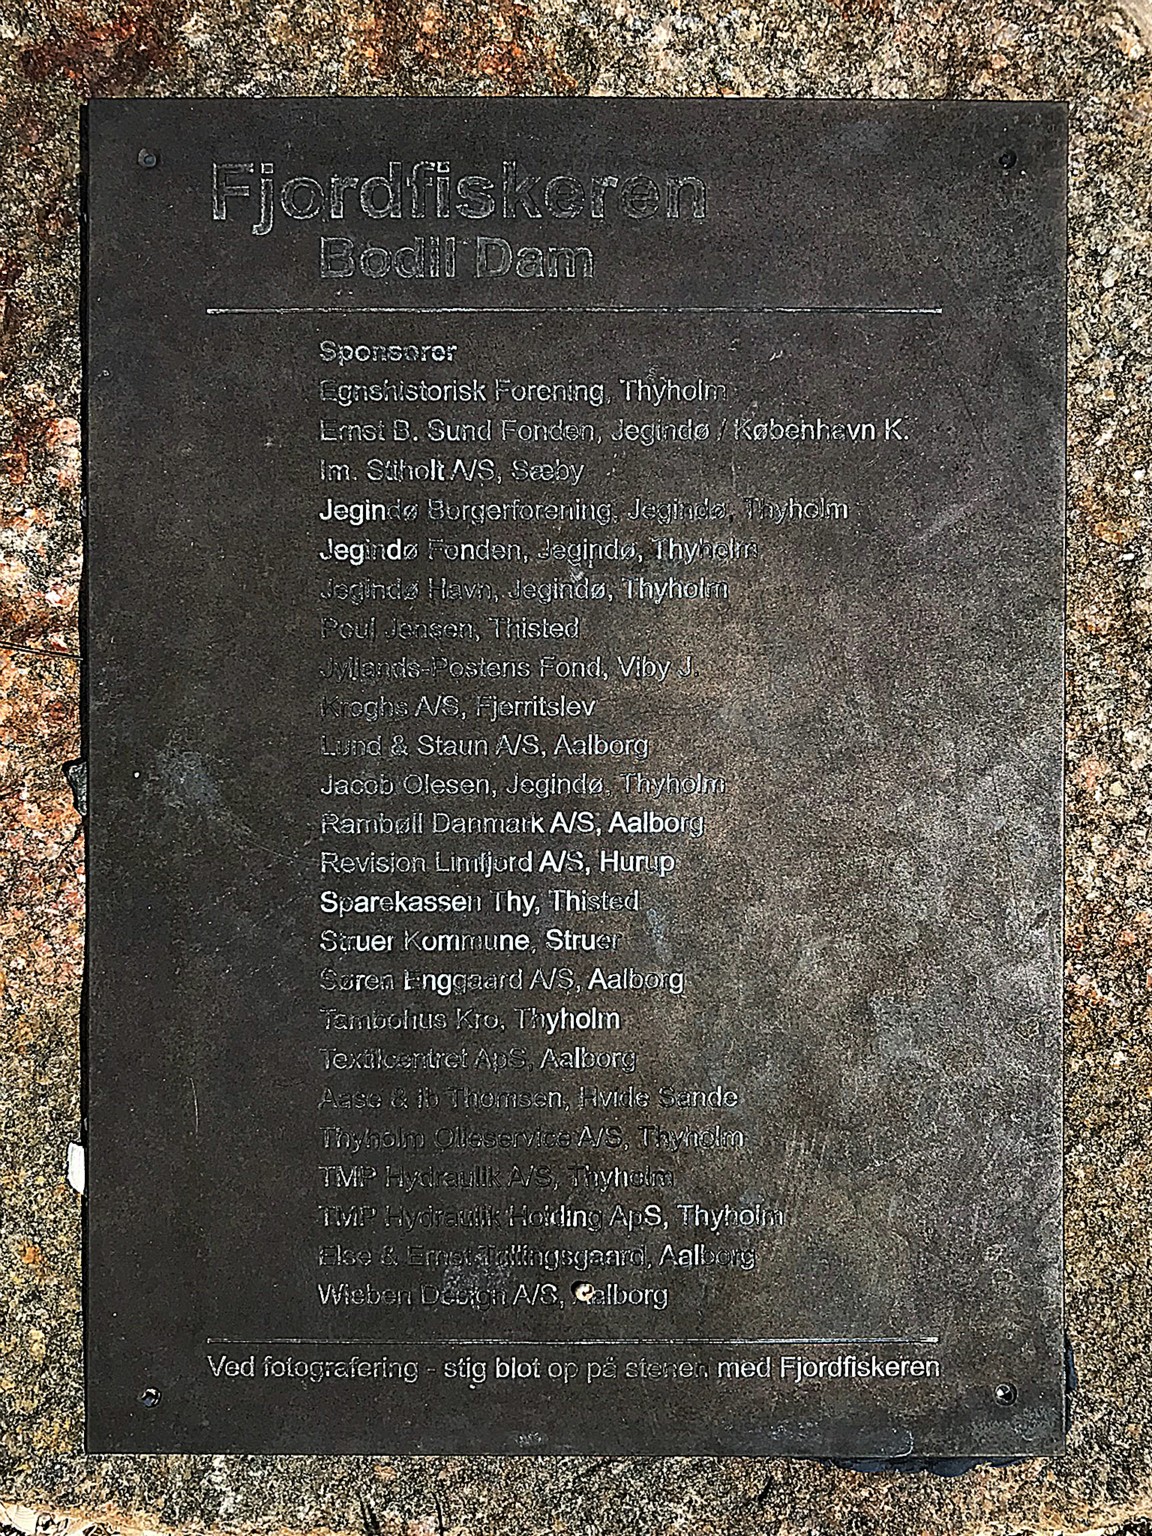 Fjordfiskeren
Bodil Dam
Sponsorer
Egnshistorisk Forening, Thyholm
Ernst B. Sund Fonden, Jegindø / København K.
Im. Stiholt A/S, Sæby
Jegindø Borgerforening, Jegindø, Thyholm
Jegindø Fonden, Jegindø, Thyholm
Jegindø Havn, Jegindø, Thyholm
Poul Jensen, Thisted
Jyllands-Postens Fond, Viby J.
Kroghs A/S, Fjerritslev
Lund & Staun A/S, Aalborg
Jacob Olesen, Jegindø, Thyholm
Rambøll Danmark A/S, Aalborg
Revision Limfjord A/S, Hurup
Sparekassen Thy, Thisted
Struer Kommune, Struer
Søren Enggaard A/S, Aalborg
Tambohus Kro, Thyholm
Textilcentret ApS, Aalborg
Aase & Ib Thomsen, Hvide Sande
Thyholm Olieservice A/S, Thyholm
TMP Hydraulik A/S, Thyholm
TMP Hydraulik Holding ApS, Thyholm
Else & Ernst Tdlingsgaard, Aalborg
Wieben Design A/S, Aalborg
Ved fotografering - stig blot op på stenen med Fjordfiskeren